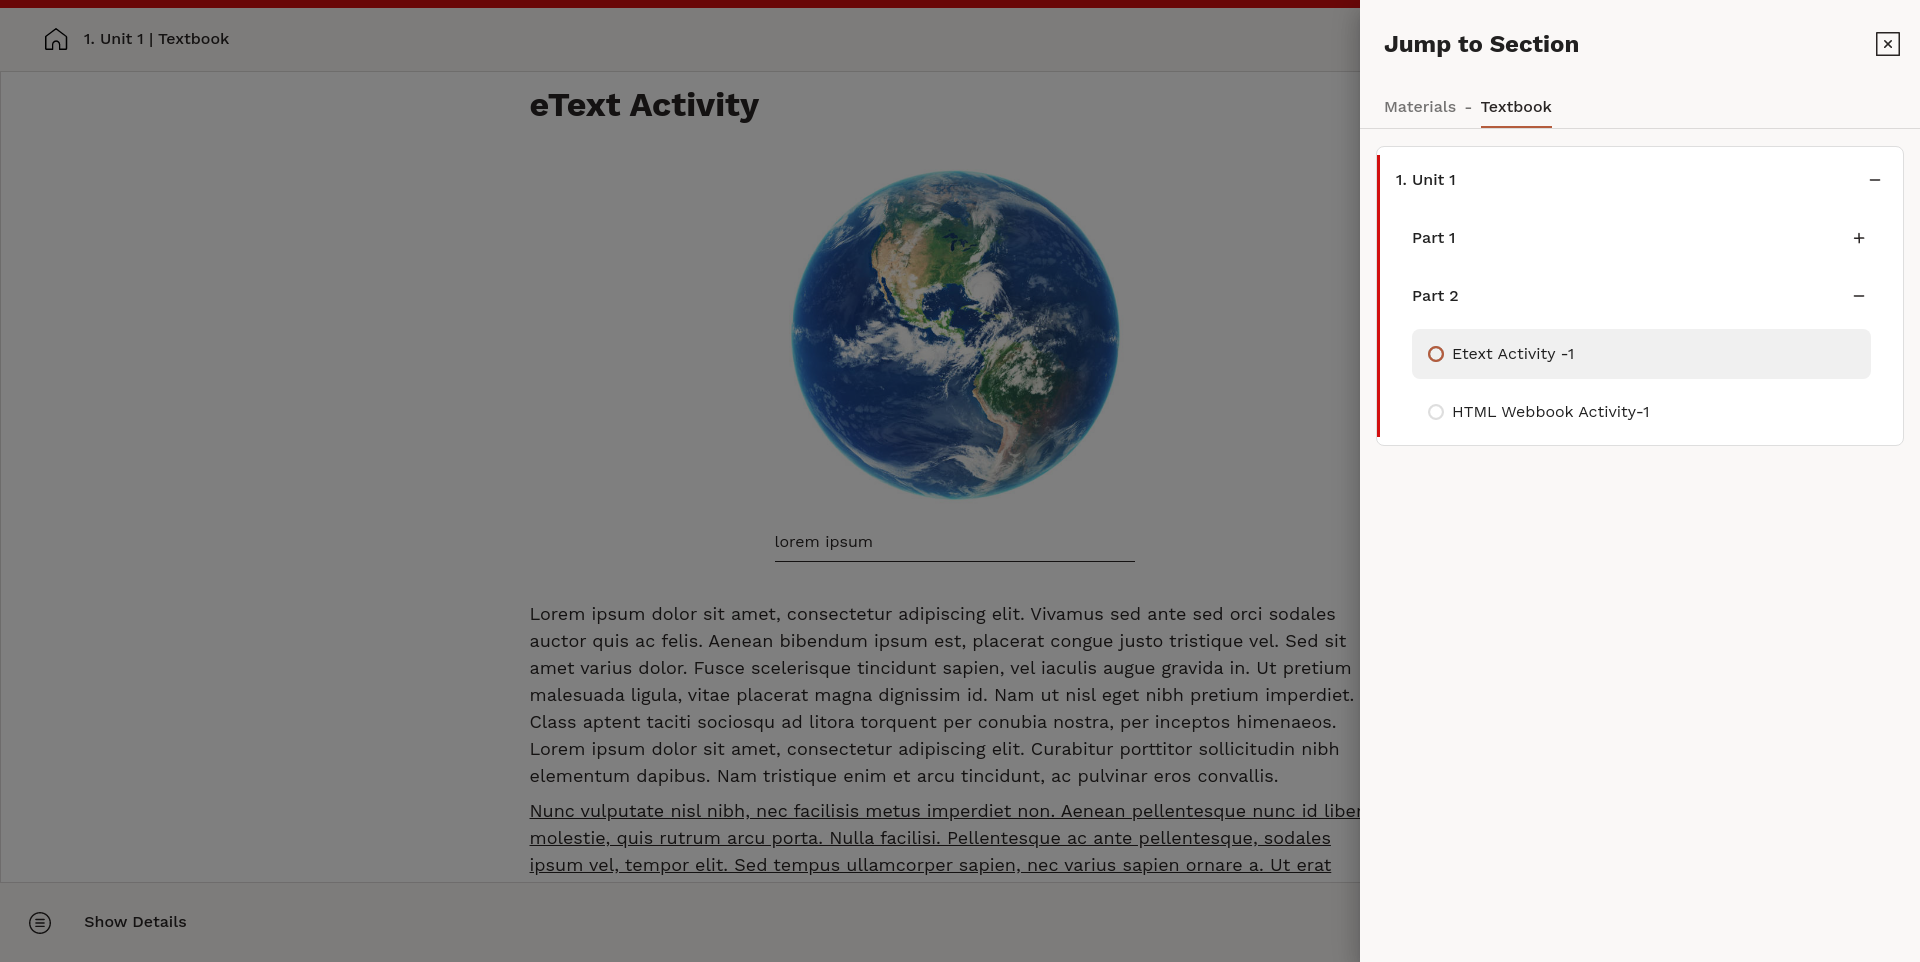 1. Unit 1 | Textbook
eText Activity
lorem ipsum
Lorem ipsum dolor sit amet, consectetur adipiscing elit. Vivamus sed ante sed orci sodales
auctor quis ac felis. Aenean bibendum ipsum est, placerat congue justo tristique vel. Sed sit
amet varius dolor. Fusce scelerisque tincidunt sapien, vel iaculis augue gravida in. Ut pretium
malesuada ligula, vitae placerat magna dignissim id. Nam ut nisl eget nibh pretium imperdiet.
Class aptent taciti sociosqu ad litora torquent per conubia nostra, per inceptos himenaeos.
Lorem ipsum dolor sit amet, consectetur adipiscing elit. Curabitur porttitor sollicitudin nibh
elementum dapibus. Nam tristique enim et arcu tincidunt, ac pulvinar eros convallis.
Nunc vulputate nisl nibh, nec facilisis metus imperdiet non. Aenean pellentesque nunc id
molestie, quis rutrum arcu porta. Nulla facilisi. Pellentesque ac ante pellentesque, sodales
ipsum vel, tempor elit. Sed tempus ullamcorper sapien, nec varius sapien ornare a. Ut erat
Show Details
Jump to Section
Materials - Textbook
1. Unit 1
Part 1
Part 2
Etext Activity -1
HTML Webbook Activity-1